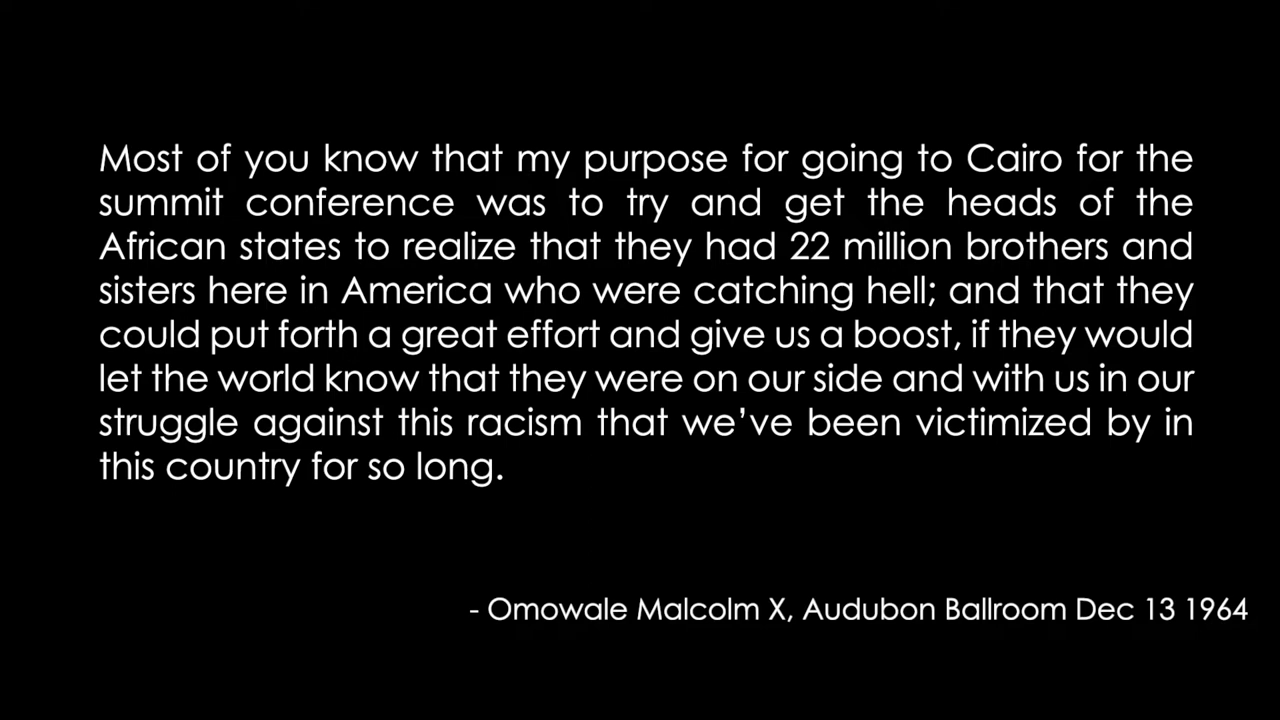 Most of you know that my purpose for going to Cairo for the
summit conference was to try and get the heads of the
African states to realize that they had 22 million brothers and
sisters here in America who were catching hell; and that they
could put forth a great effort and give us a boost, if they would
let the world know that they were on our side and with us in our
struggle against this racism that we’ve been victimized by in
this country for so long.
- Omowale Malcolm X, Audubon Ballroom Dec 13 1964